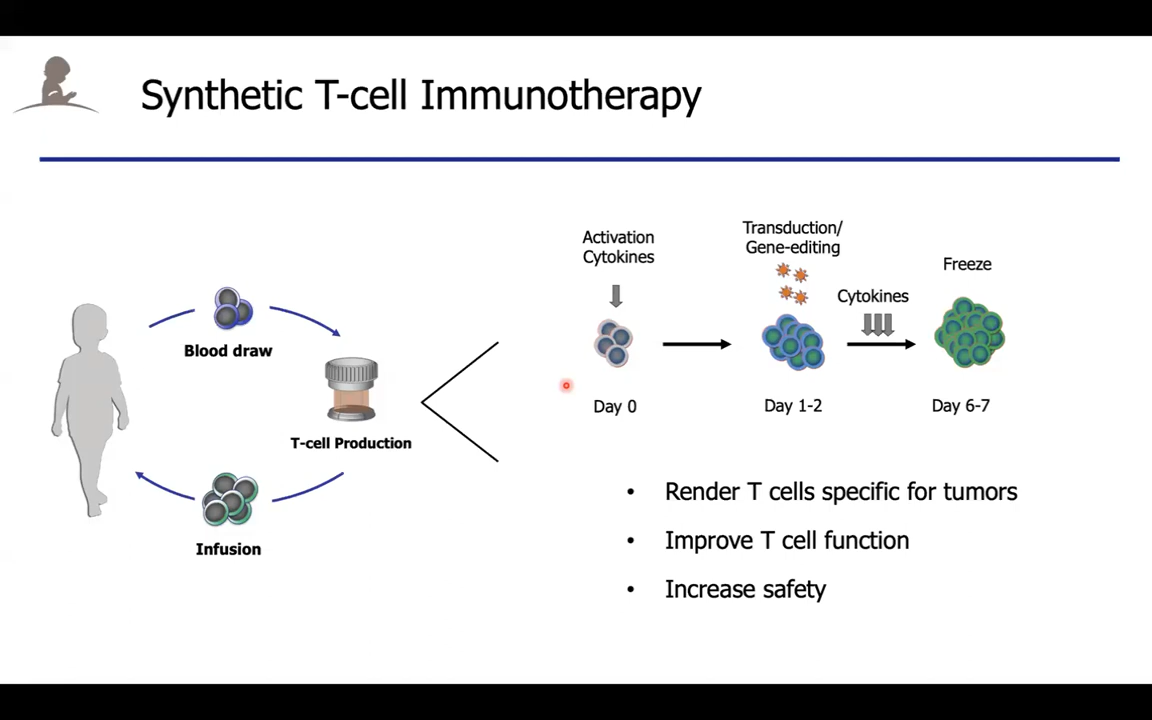 Synthetic T-cell Immunotherapy
Blood draw
T-cell Production
Infusion
Activation
Cytokines
Transduction/
Gene-editing
Cytokines
Freeze
Day 0
Day 1-2
Day 6-7
• Render T cells specific for tumors
• Improve T cell function
• Increase safety